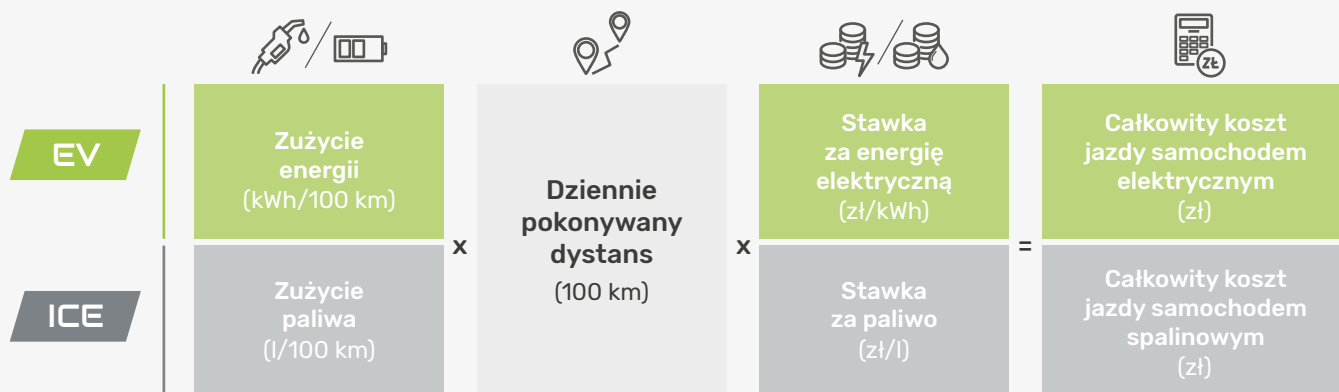 ZŁ
EV
Zużycie
energii
(kWh/100 km)
Stawka
za energię
elektryczną
(zł/kWh)
Całkowity koszt
jazdy samochodem
elektrycznym
(zł)
x
Dziennie
pokonywany
dystans
(100 km)
x
=
ICE
Zużycie
paliwa
(l/100 km)
Stawka
za paliwo
(zł/l)
Całkowity koszt
jazdy samochodem
spalinowym
(zł)